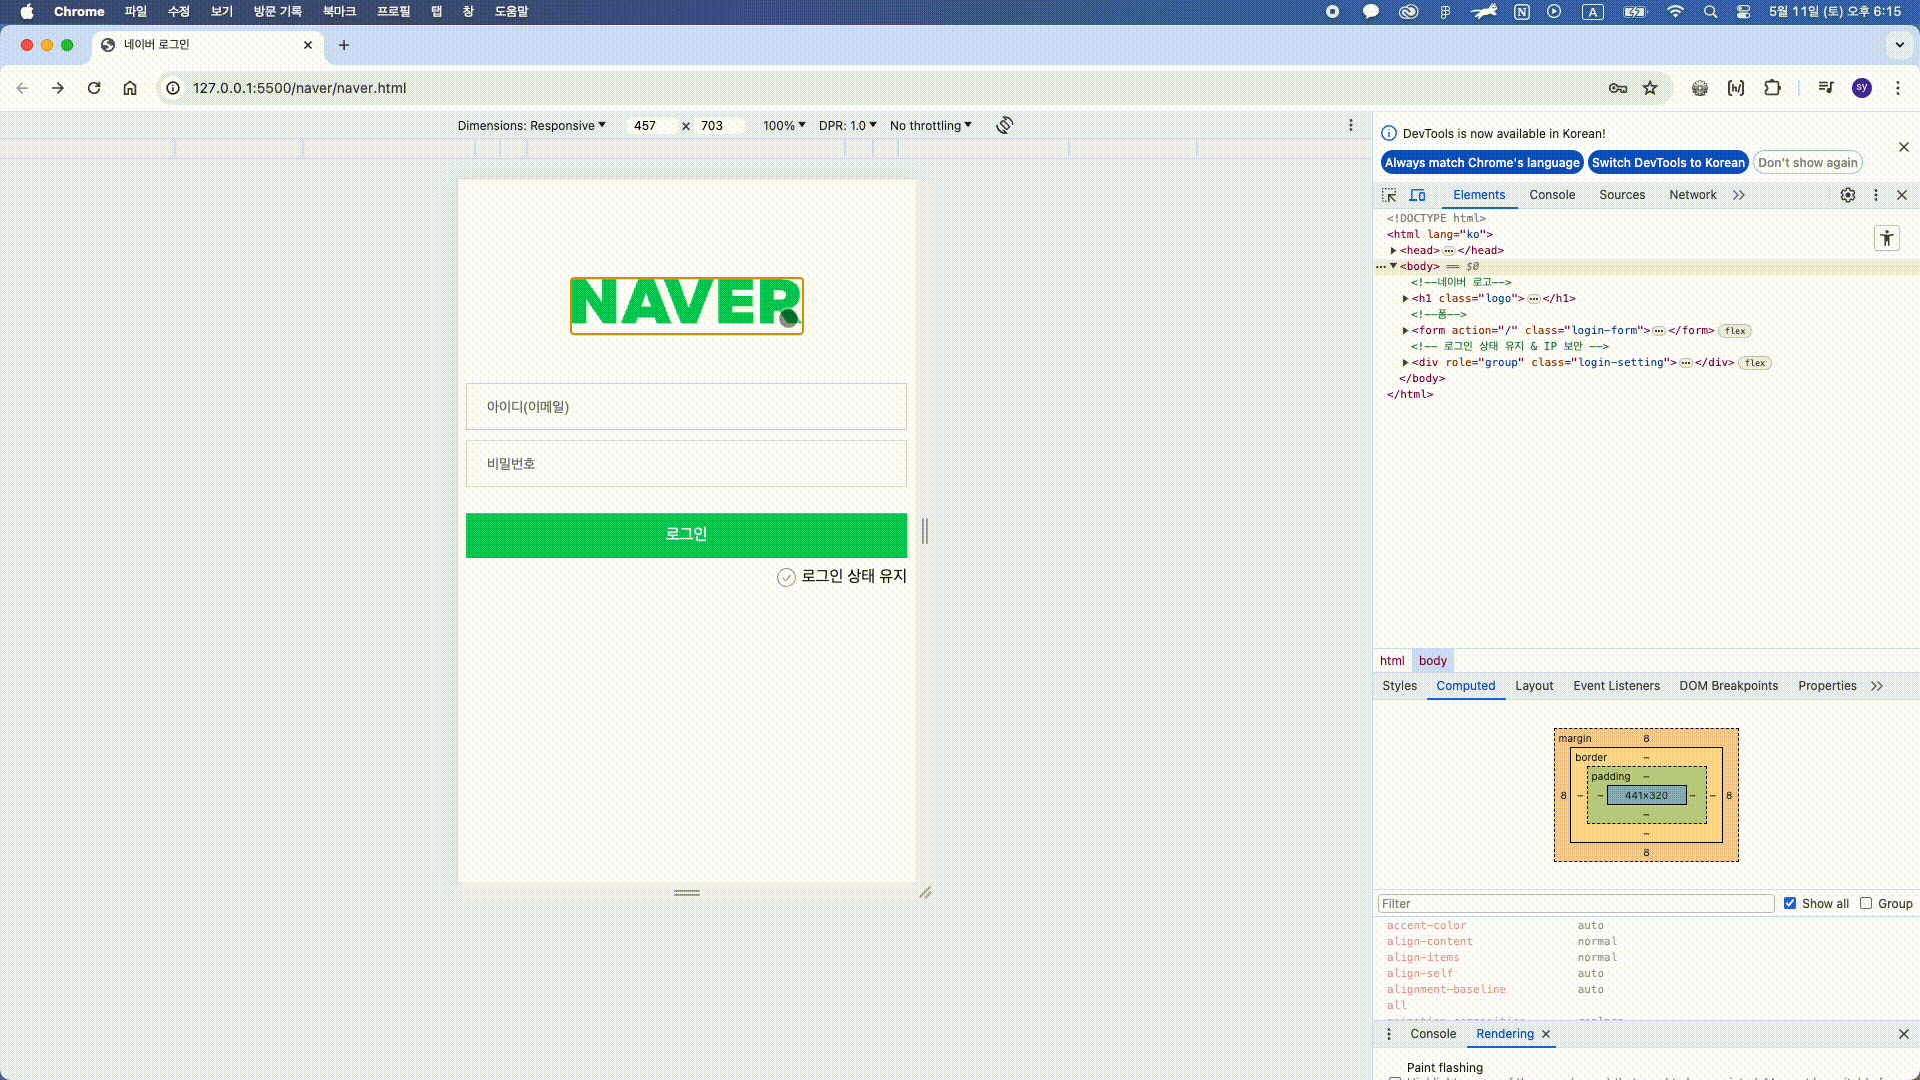 Chrome 파일 수정 보기 방문 기록 북마크 프로필 탭 창 도움말 A 5월 11일 (토) 오후 6:15
네이버 로그인
127.0.0.1:5500/naver/naver.html sy
Dimensions: Responsive 457 x 703 100% DPR: 1.0 No throttling
DevTools is now available in Korean!
Always match Chrome's language Switch DevTools to Korean Don't show again
Elements Console Sources Network
<!DOCTYPE html>
<html lang="ko">
<head> … </head>
<body> == $0
<!--네이버 로고-->
<h1 class="logo"> … </h1>
<!--폼-->
<form action="/" class="login-form"> … </form> flex
<!-- 로그인 상태 유지 & IP 보안 -->
<div role="group" class="login-setting"> … </div> flex
</body>
</html>
NAVER
아이디(이메일)
비밀번호
로그인
로그인 상태 유지
html body
Styles Computed Layout Event Listeners DOM Breakpoints Properties
margin 8
border –
padding –
8 – – 441×320 – – 8
–
–
8
Filter Show all Group
accent-color auto
align-content normal
align-items normal
align-self auto
alignment-baseline auto
all
Console Rendering
Paint flashing